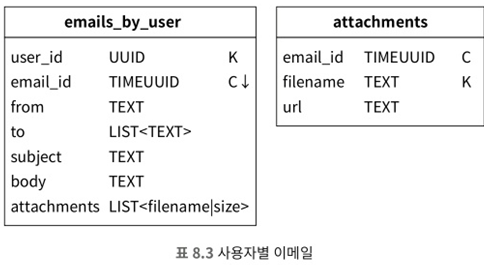 emails_by_user
user_id UUID K
email_id TIMEUUID C↓
from TEXT
to LIST<TEXT>
subject TEXT
body TEXT
attachments LIST<filename|size>
attachments
email_id TIMEUUID C
filename TEXT K
url TEXT
표 8.3 사용자별 이메일